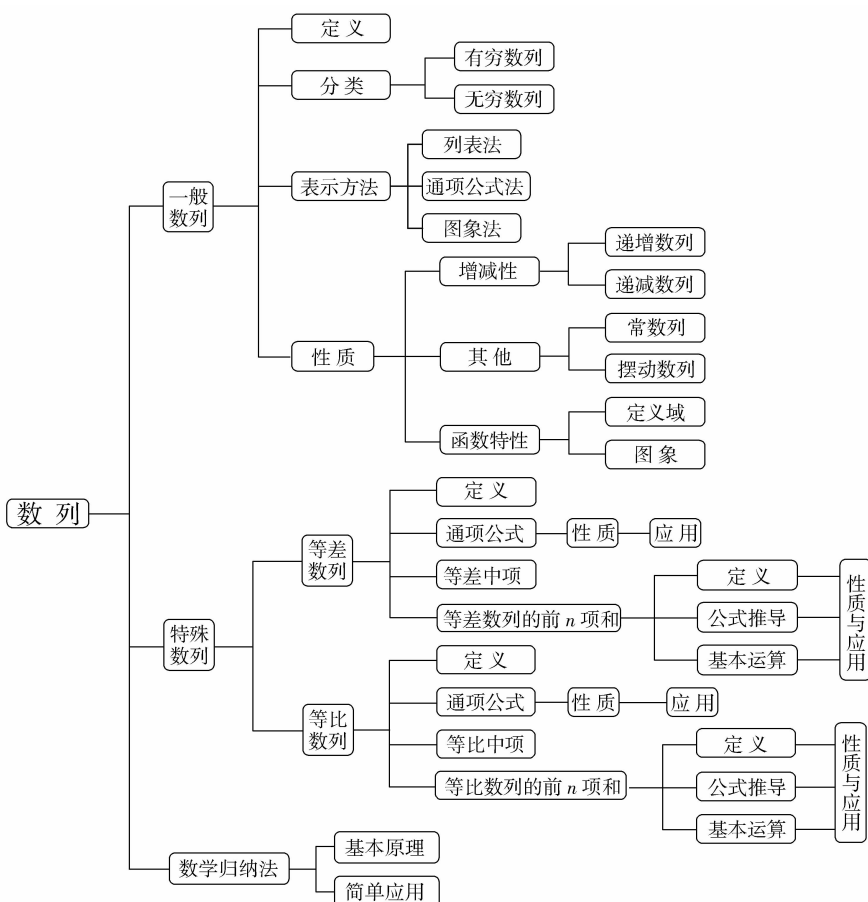 数列
一般
数列
定义
分类
有穷数列
无穷数列
表示方法
列表法
通项公式法
图象法
性质
增减性
递增数列
递减数列
其他
常数列
摆动数列
函数特性
定义域
图象
特殊
数列
等差
数列
定义
通项公式
性质
应用
等差中项
等差数列的前n项和
定义
公式推导
基本运算
性质与应用
等比
数列
定义
通项公式
性质
应用
等比中项
等比数列的前n项和
定义
公式推导
基本运算
性质与应用
数学归纳法
基本原理
简单应用